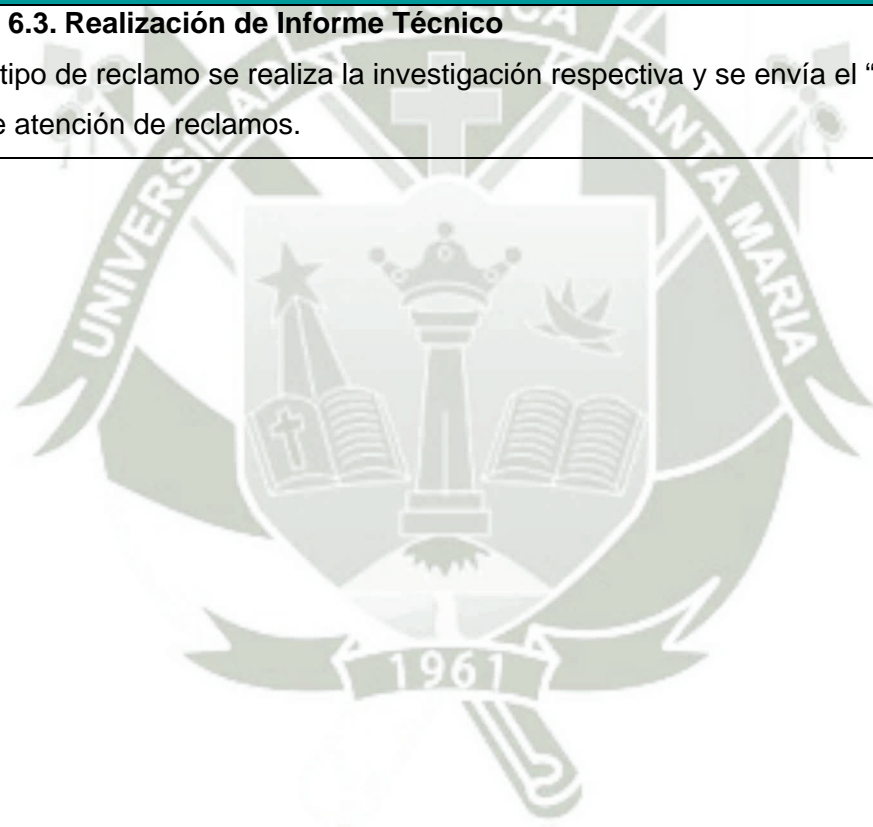 6.3. Realización de Informe Técnico
tipo de reclamo se realiza la investigación respectiva y se envía el “
e atención de reclamos.
UNIVERSIDAD CATOLICA SANTA MARIA
1961